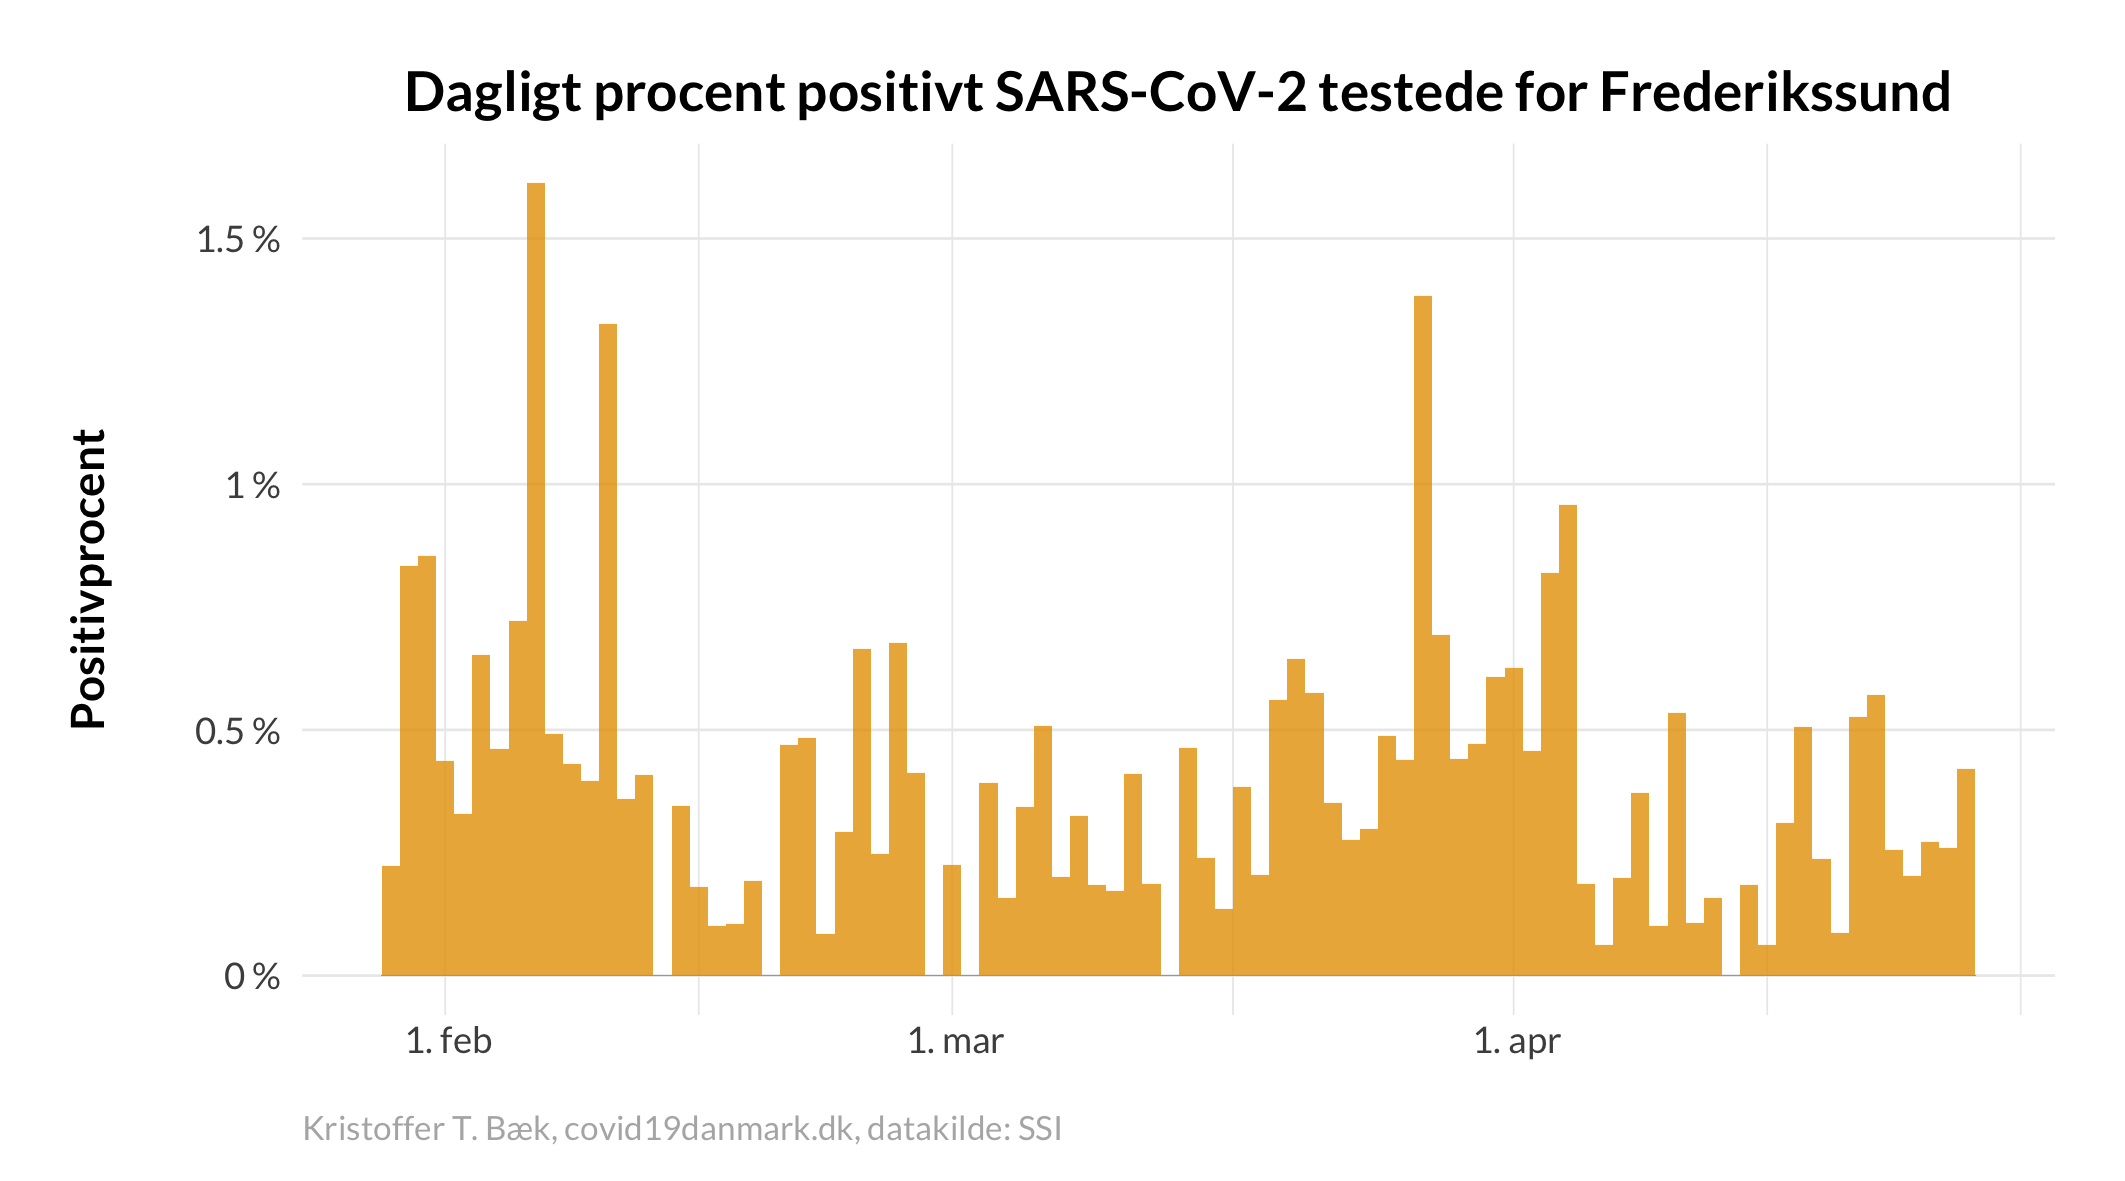 Dagligt procent positivt SARS-CoV-2 testede for Frederikssund
Positivprocent
1.5 %
1 %
0.5 %
0 %
1. feb
1. mar
1. apr
Kristoffer T. Bæk, covid19danmark.dk, datakilde: SSI